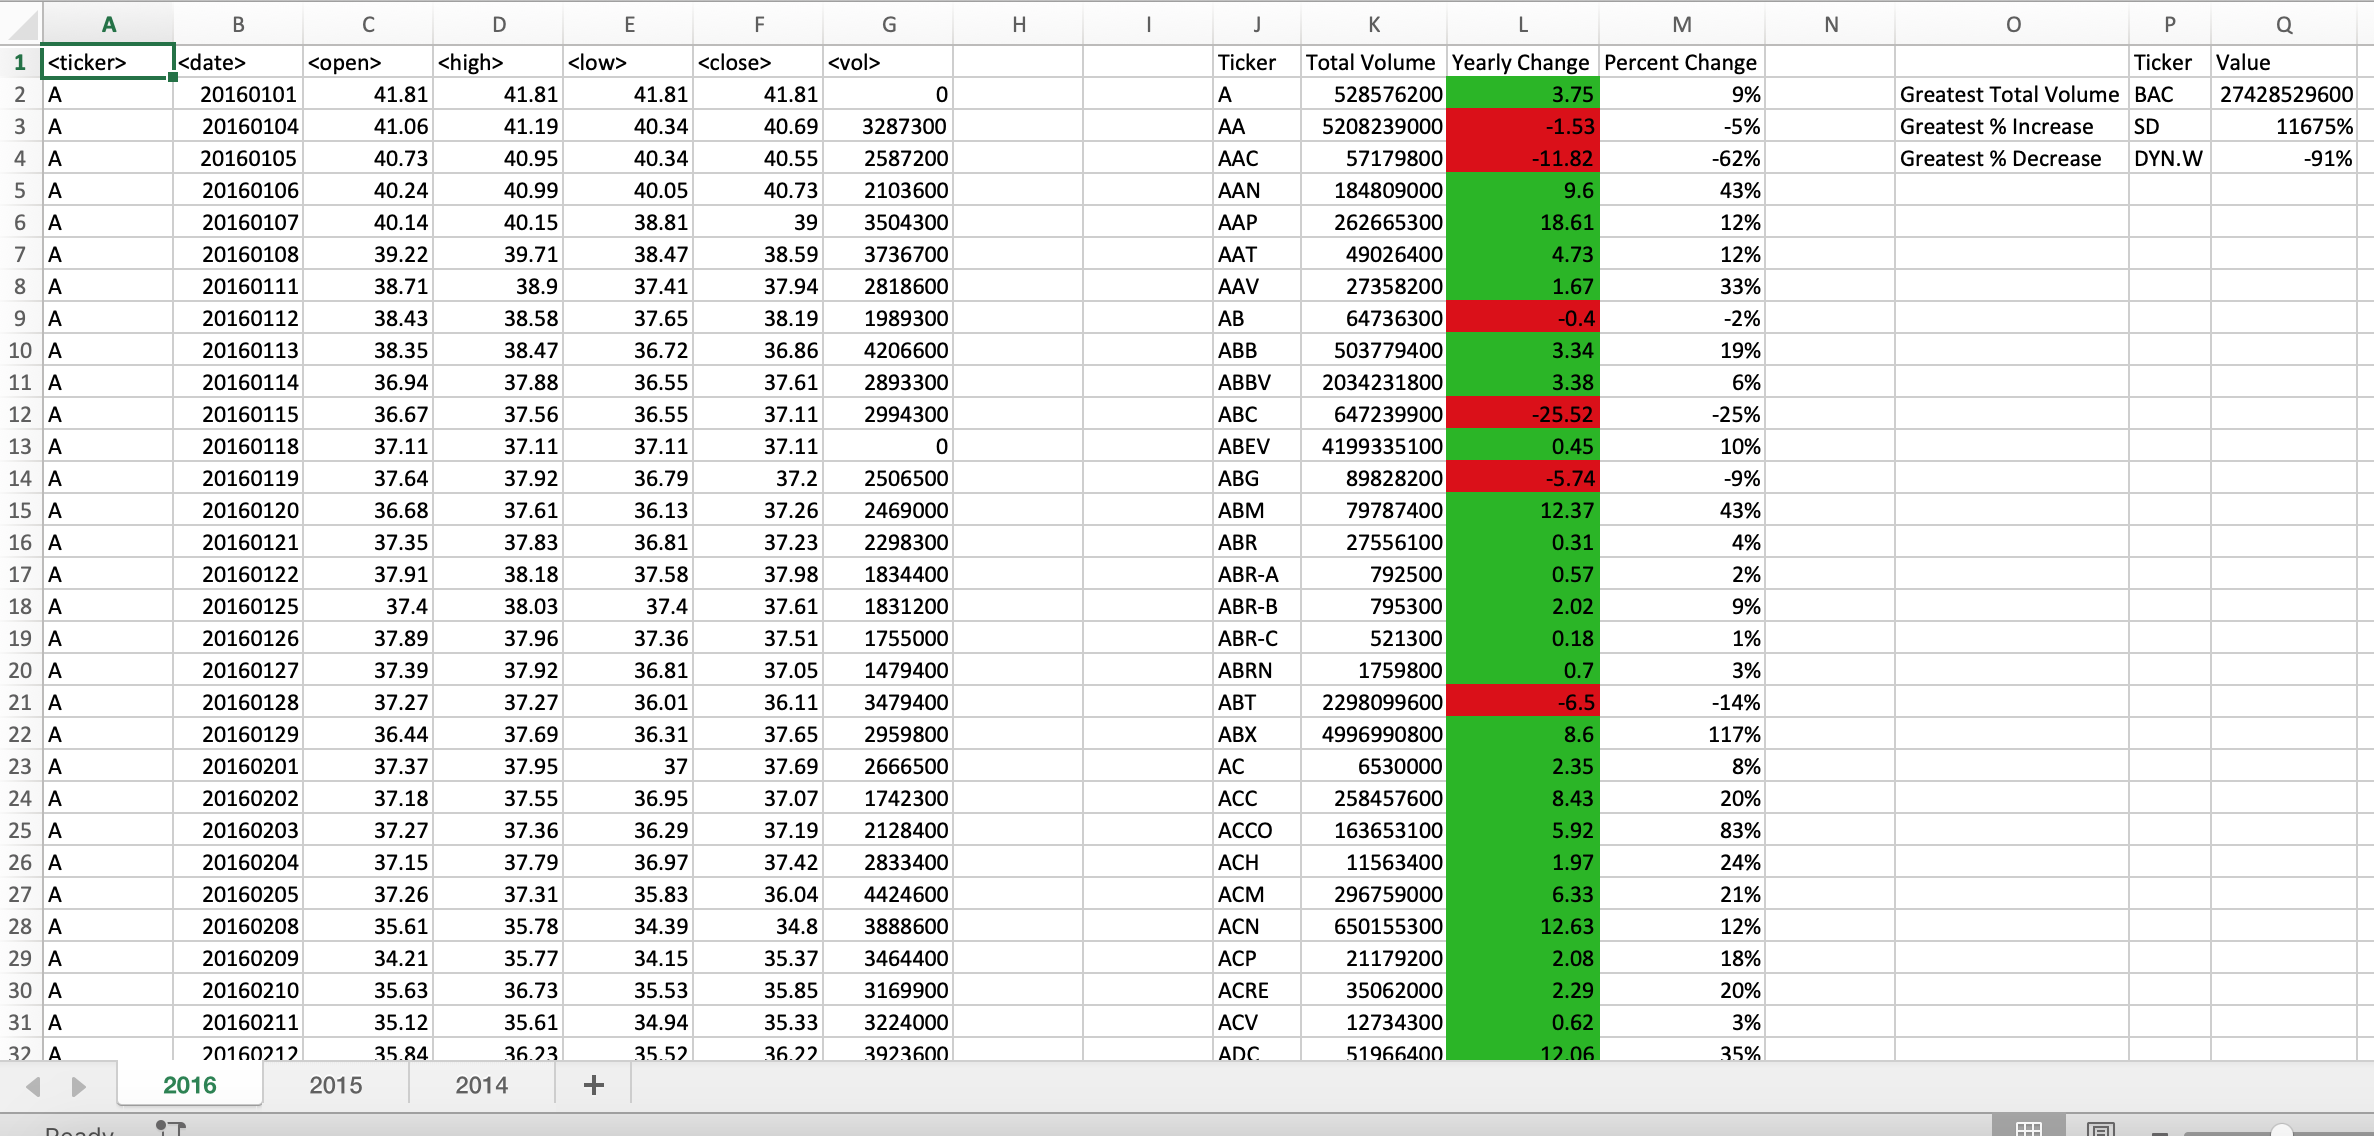 A B C D E F G H I J K L M N O P Q
1 <ticker> <date> <open> <high> <low> <close> <vol> Ticker Total Volume Yearly Change Percent Change Ticker Value
2 A 20160101 41.81 41.81 41.81 41.81 0 A 528576200 3.75 9% Greatest Total Volume BAC 27428529600
3 A 20160104 41.06 41.19 40.34 40.69 3287300 AA 5208239000 -1.53 -5% Greatest % Increase SD 11675%
4 A 20160105 40.73 40.95 40.34 40.55 2587200 AAC 57179800 -11.82 -62% Greatest % Decrease DYN.W -91%
5 A 20160106 40.24 40.99 40.05 40.73 2103600 AAN 184809000 9.6 43%
6 A 20160107 40.14 40.15 38.81 39 3504300 AAP 262665300 18.61 12%
7 A 20160108 39.22 39.71 38.47 38.59 3736700 AAT 49026400 4.73 12%
8 A 20160111 38.71 38.9 37.41 37.94 2818600 AAV 27358200 1.67 33%
9 A 20160112 38.43 38.58 37.65 38.19 1989300 AB 64736300 -0.4 -2%
10 A 20160113 38.35 38.47 36.72 36.86 4206600 ABB 503779400 3.34 19%
11 A 20160114 36.94 37.88 36.55 37.61 2893300 ABBV 2034231800 3.38 6%
12 A 20160115 36.67 37.56 36.55 37.11 2994300 ABC 647239900 -25.52 -25%
13 A 20160118 37.11 37.11 37.11 37.11 0 ABEV 4199335100 0.45 10%
14 A 20160119 37.64 37.92 36.79 37.2 2506500 ABG 89828200 -5.74 -9%
15 A 20160120 36.68 37.61 36.13 37.26 2469000 ABM 79787400 12.37 43%
16 A 20160121 37.35 37.83 36.81 37.23 2298300 ABR 27556100 0.31 4%
17 A 20160122 37.91 38.18 37.58 37.98 1834400 ABR-A 792500 0.57 2%
18 A 20160125 37.4 38.03 37.4 37.61 1831200 ABR-B 795300 2.02 9%
19 A 20160126 37.89 37.96 37.36 37.51 1755000 ABR-C 521300 0.18 1%
20 A 20160127 37.39 37.92 36.81 37.05 1479400 ABRN 1759800 0.7 3%
21 A 20160128 37.27 37.27 36.01 36.11 3479400 ABT 2298099600 -6.5 -14%
22 A 20160129 36.44 37.69 36.31 37.65 2959800 ABX 4996990800 8.6 117%
23 A 20160201 37.37 37.95 37 37.69 2666500 AC 6530000 2.35 8%
24 A 20160202 37.18 37.55 36.95 37.07 1742300 ACC 258457600 8.43 20%
25 A 20160203 37.27 37.36 36.29 37.19 2128400 ACCO 163653100 5.92 83%
26 A 20160204 37.15 37.79 36.97 37.42 2833400 ACH 11563400 1.97 24%
27 A 20160205 37.26 37.31 35.83 36.04 4424600 ACM 296759000 6.33 21%
28 A 20160208 35.61 35.78 34.39 34.8 3888600 ACN 650155300 12.63 12%
29 A 20160209 34.21 35.77 34.15 35.37 3464400 ACP 21179200 2.08 18%
30 A 20160210 35.63 36.73 35.53 35.85 3169900 ACRE 35062000 2.29 20%
31 A 20160211 35.12 35.61 34.94 35.33 3224000 ACV 12734300 0.62 3%
32 A 20160212 35.84 36.23 35.52 36.22 3923600 ADC 51966400 12.06 35%
2016 2015 2014 +
Ready